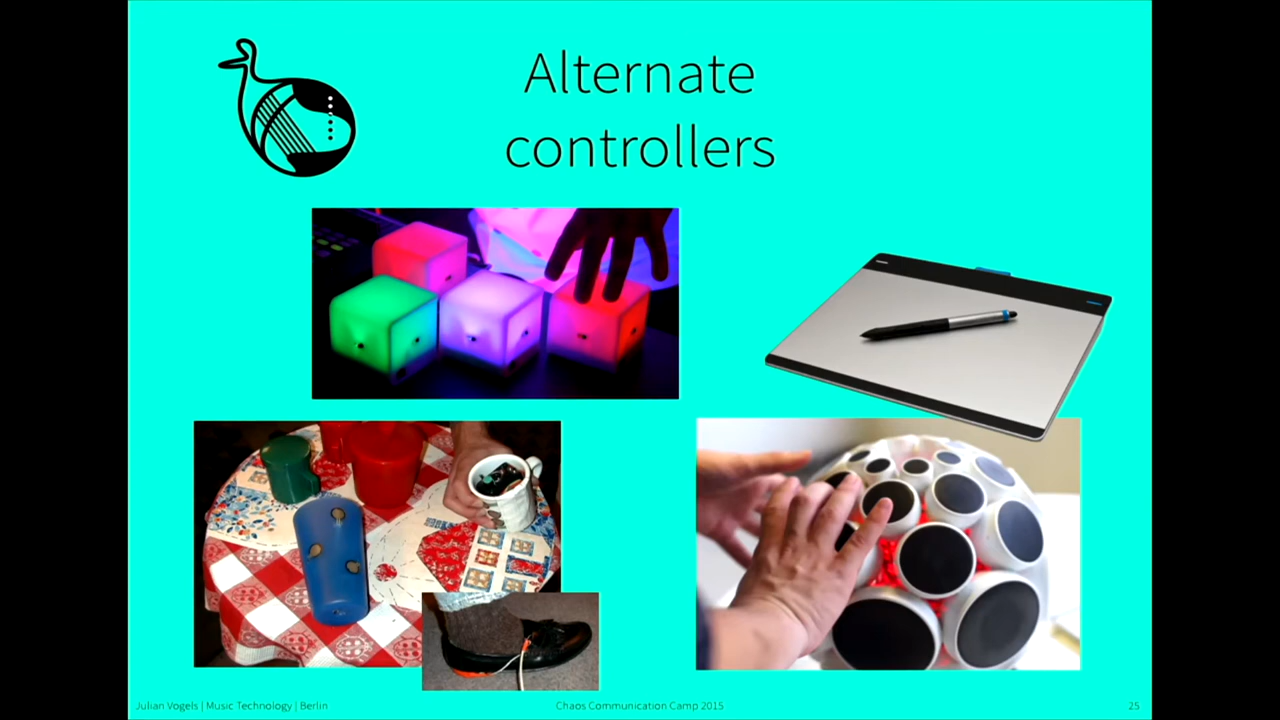 Alternate
controllers
Julian Vogels | Music Technology | Berlin
Chaos Communication Camp 2015
25